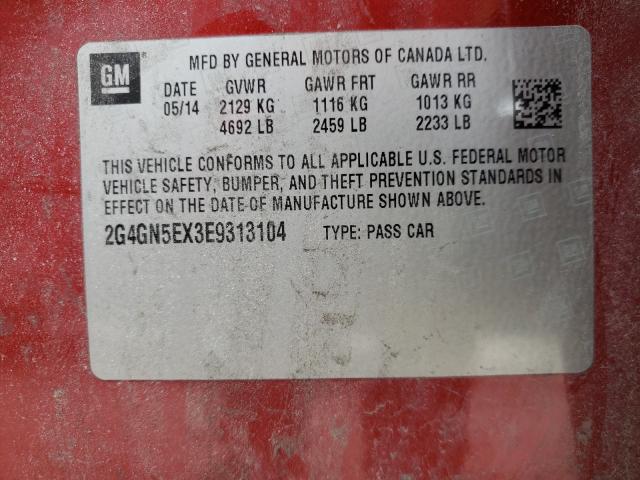 GM
MFD BY GENERAL MOTORS OF CANADA LTD.
DATE GVWR GAWR FRT GAWR RR
05/14 2129 KG 1116 KG 1013 KG
4692 LB 2459 LB 2233 LB
THIS VEHICLE CONFORMS TO ALL APPLICABLE U.S. FEDERAL MOTOR
VEHICLE SAFETY, BUMPER, AND THEFT PREVENTION STANDARDS IN
EFFECT ON THE DATE OF MANUFACTURE SHOWN ABOVE.
2G4GN5EX3E9313104 TYPE: PASS CAR